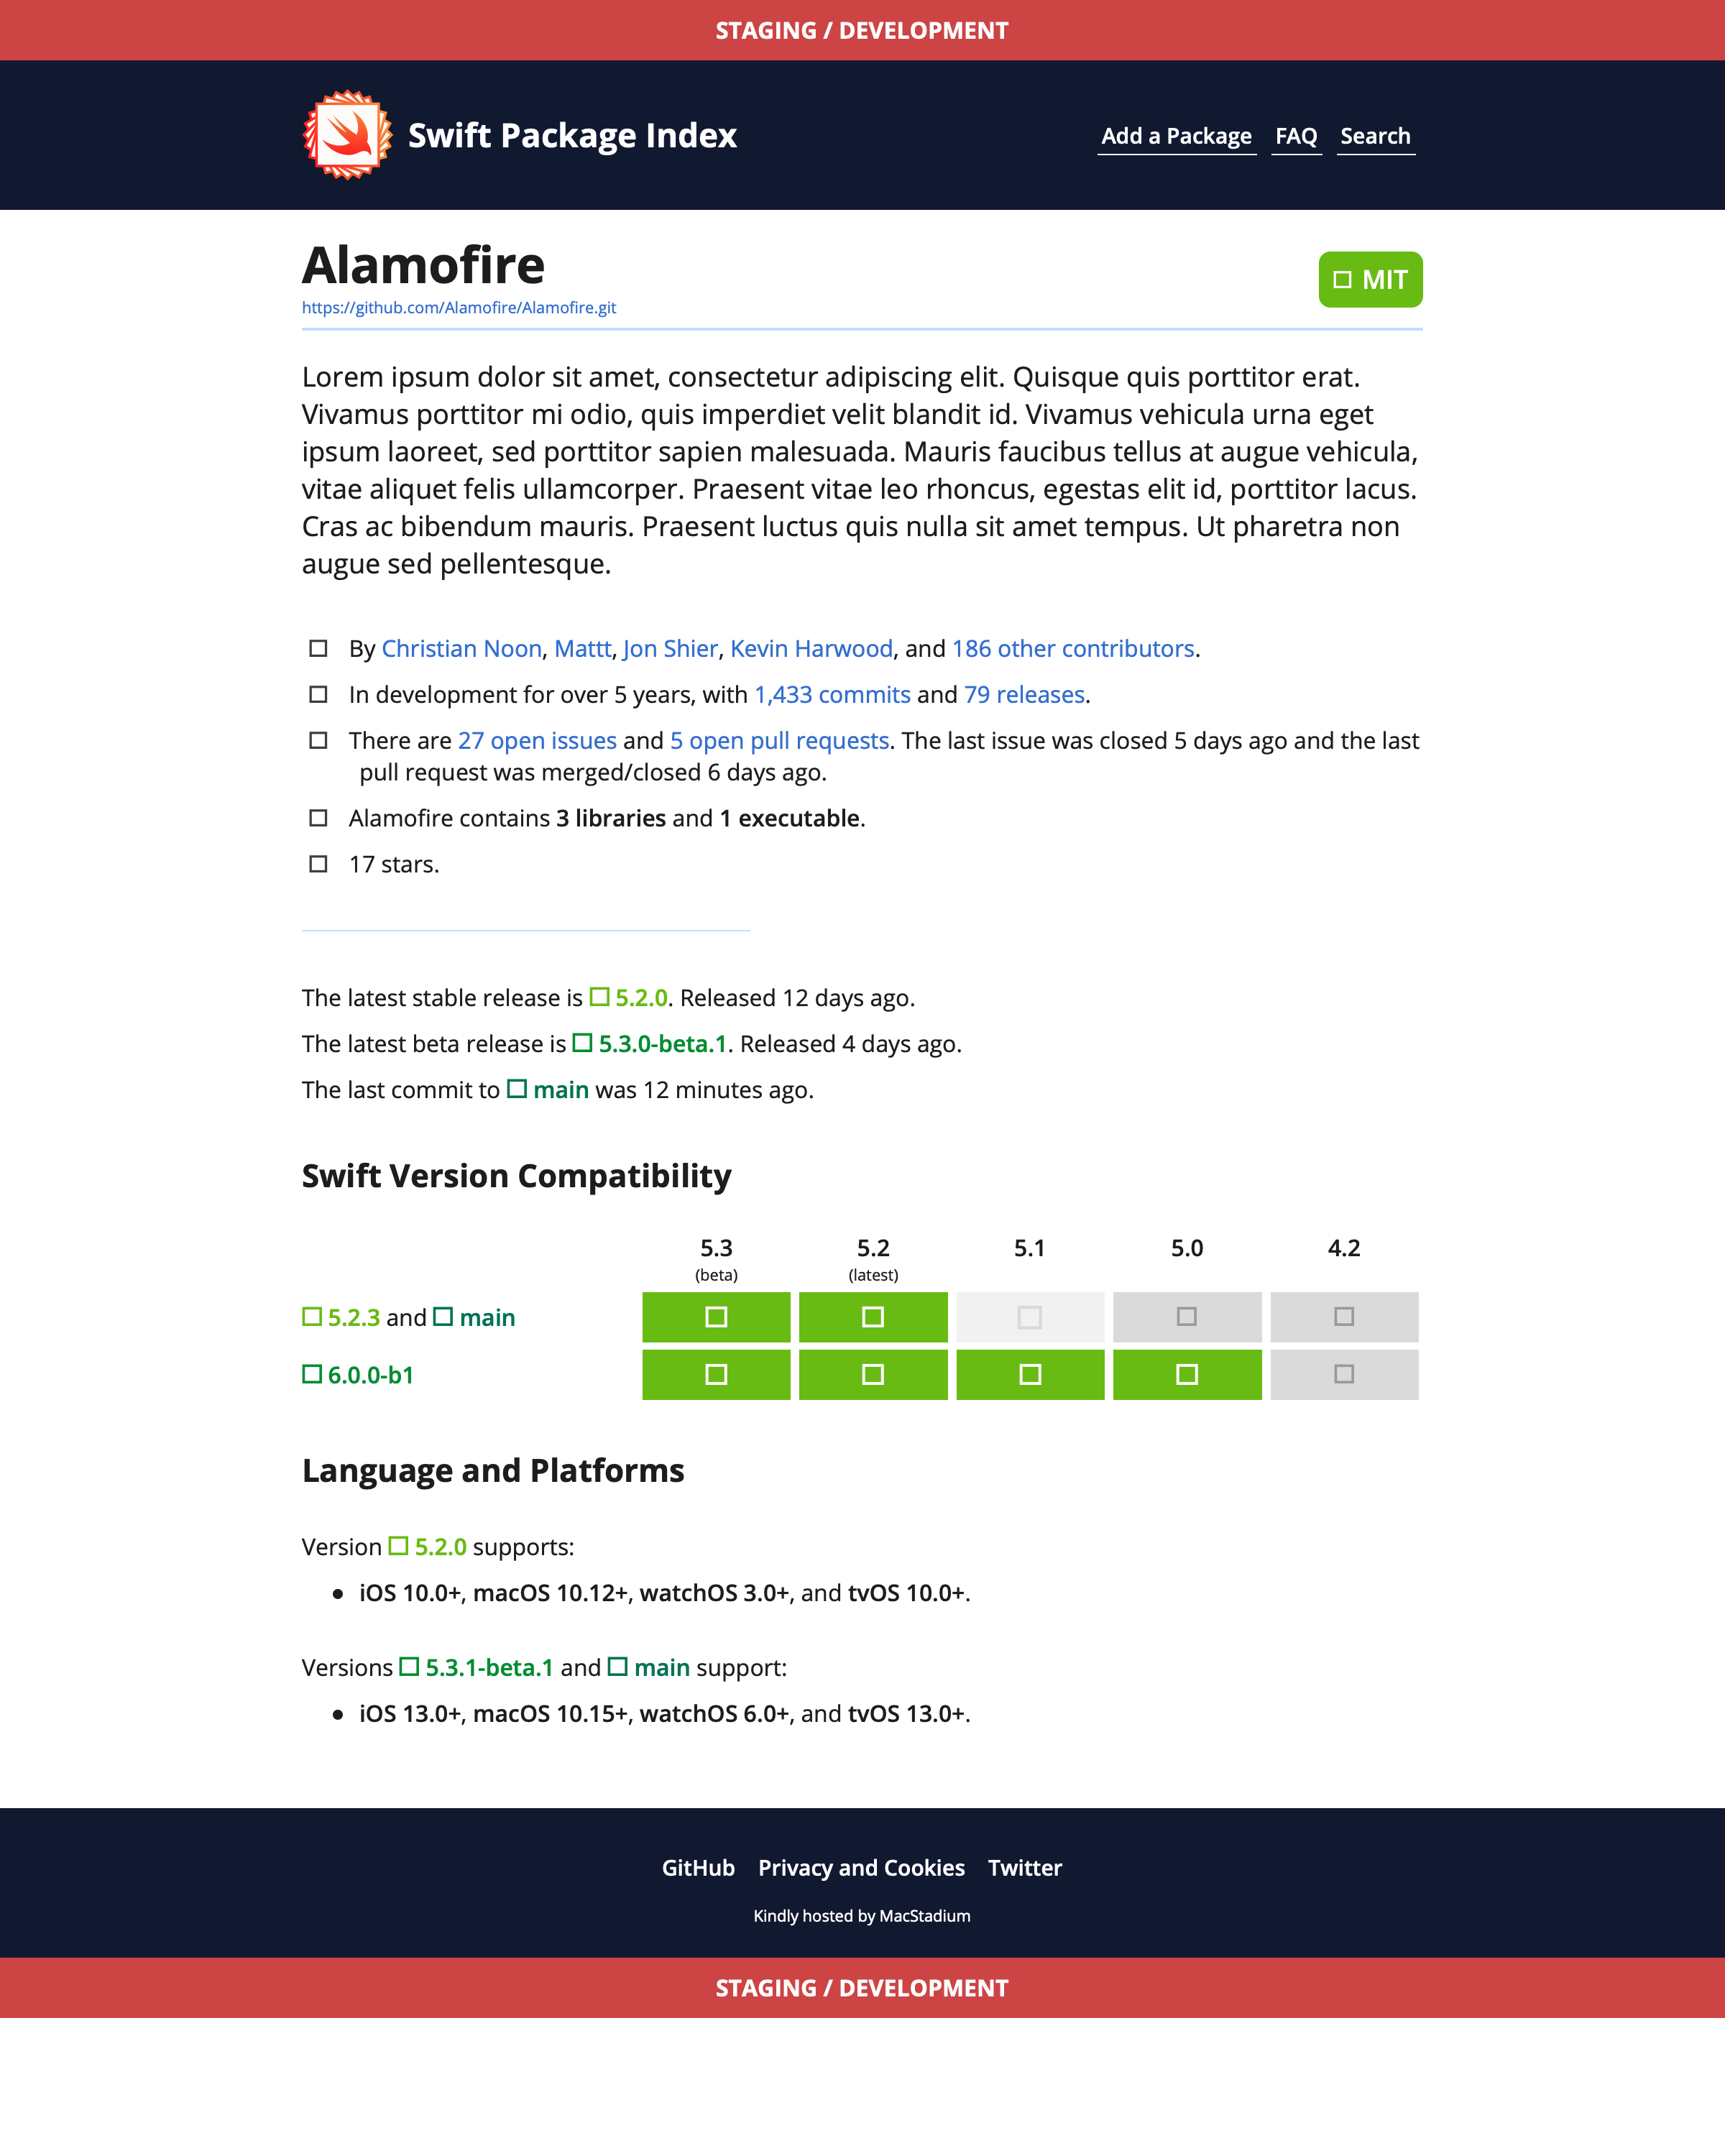 STAGING / DEVELOPMENT
Swift Package Index
Add a Package FAQ Search
Alamofire
MIT
https://github.com/Alamofire/Alamofire.git
Lorem ipsum dolor sit amet, consectetur adipiscing elit. Quisque quis porttitor erat.
Vivamus porttitor mi odio, quis imperdiet velit blandit id. Vivamus vehicula urna eget
ipsum laoreet, sed porttitor sapien malesuada. Mauris faucibus tellus at augue vehicula,
vitae aliquet felis ullamcorper. Praesent vitae leo rhoncus, egestas elit id, porttitor lacus.
Cras ac bibendum mauris. Praesent luctus quis nulla sit amet tempus. Ut pharetra non
augue sed pellentesque.
By Christian Noon, Mattt, Jon Shier, Kevin Harwood, and 186 other contributors.
In development for over 5 years, with 1,433 commits and 79 releases.
There are 27 open issues and 5 open pull requests. The last issue was closed 5 days ago and the last
pull request was merged/closed 6 days ago.
Alamofire contains 3 libraries and 1 executable.
17 stars.
The latest stable release is 5.2.0. Released 12 days ago.
The latest beta release is 5.3.0-beta.1. Released 4 days ago.
The last commit to main was 12 minutes ago.
Swift Version Compatibility
5.3 5.2 5.1 5.0 4.2
(beta) (latest)
5.2.3 and main
6.0.0-b1
Language and Platforms
Version 5.2.0 supports:
• iOS 10.0+, macOS 10.12+, watchOS 3.0+, and tvOS 10.0+.
Versions 5.3.1-beta.1 and main support:
• iOS 13.0+, macOS 10.15+, watchOS 6.0+, and tvOS 13.0+.
GitHub Privacy and Cookies Twitter
Kindly hosted by MacStadium
STAGING / DEVELOPMENT